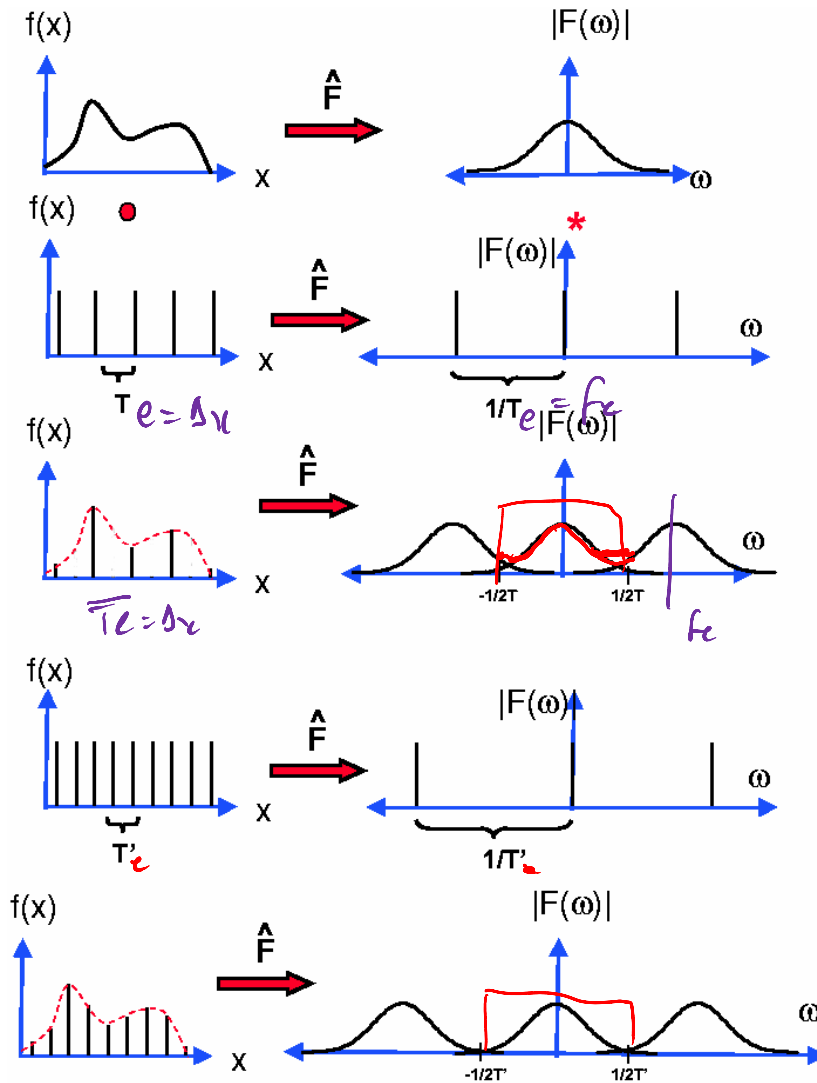 f(x) |F(ω)|
F̂
x ω
f(x) * |F(ω)|
F̂
x ω
T e = Δx 1/T e = fe
f(x) |F(ω)|
F̂
x ω
-1/2T 1/2T
Te = Δx fe
f(x) |F(ω)
F̂
x ω
T'e 1/T'
f(x) |F(ω)|
F̂
x ω
-1/2T' 1/2T'